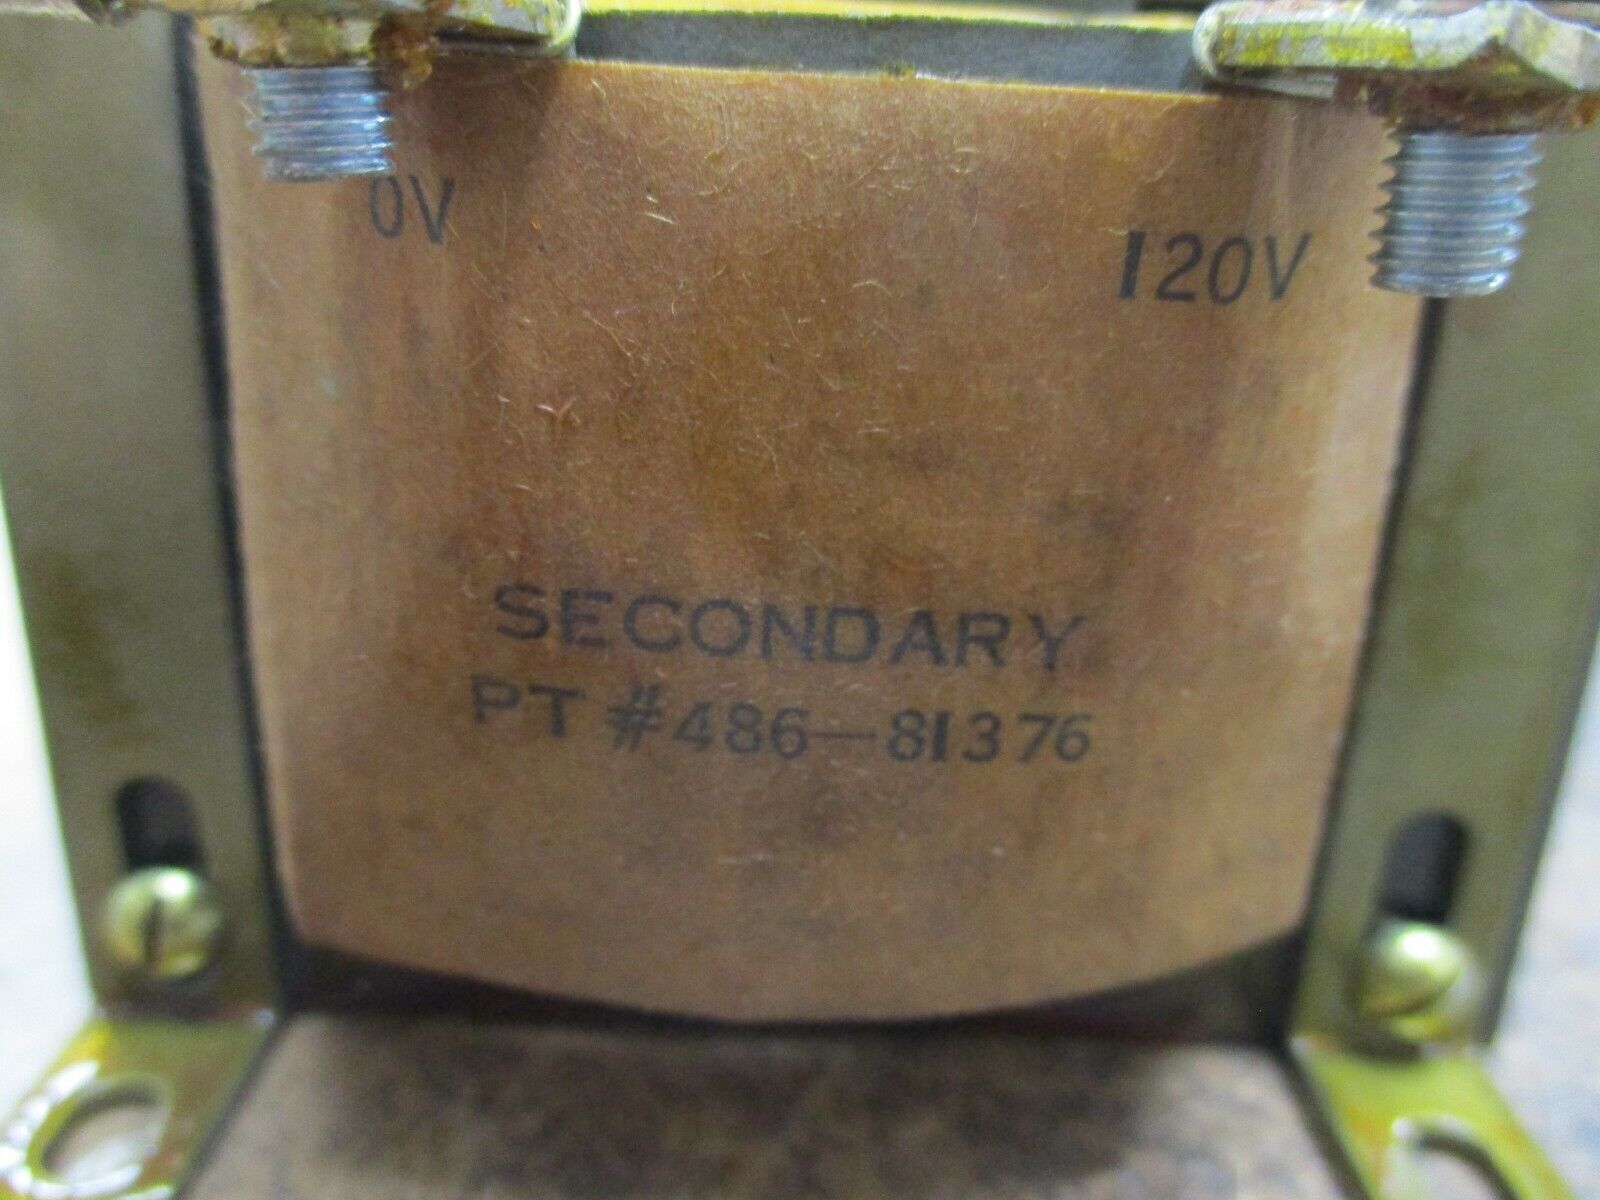 0V
120V
SECONDARY
PT #486-81376